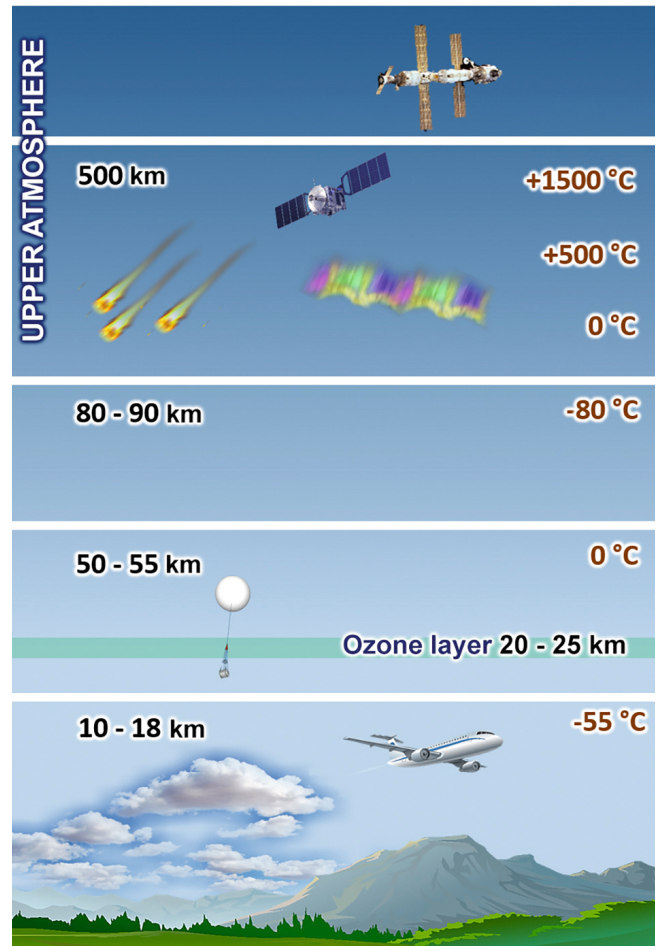 UPPER ATMOSPHERE
500 km
+1500 °C
+500 °C
0 °C
80 - 90 km
-80 °C
50 - 55 km
0 °C
Ozone layer 20 - 25 km
10 - 18 km
-55 °C